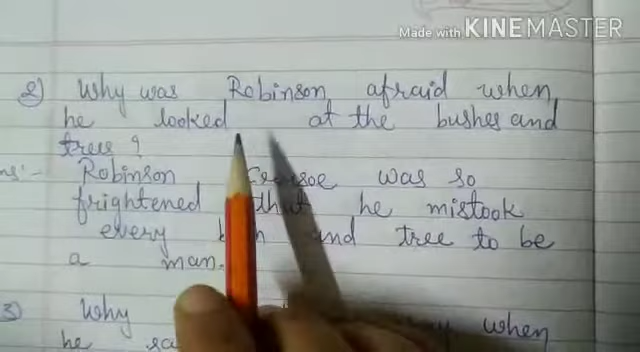 Made with KINEMASTER
2) Why was Robinson afraid when
he looked at the bushes and
trees ?
Ans:- Robinson Crusoe was so
frightened that he mistook
every and tree to be
a man.
3) Why when
he